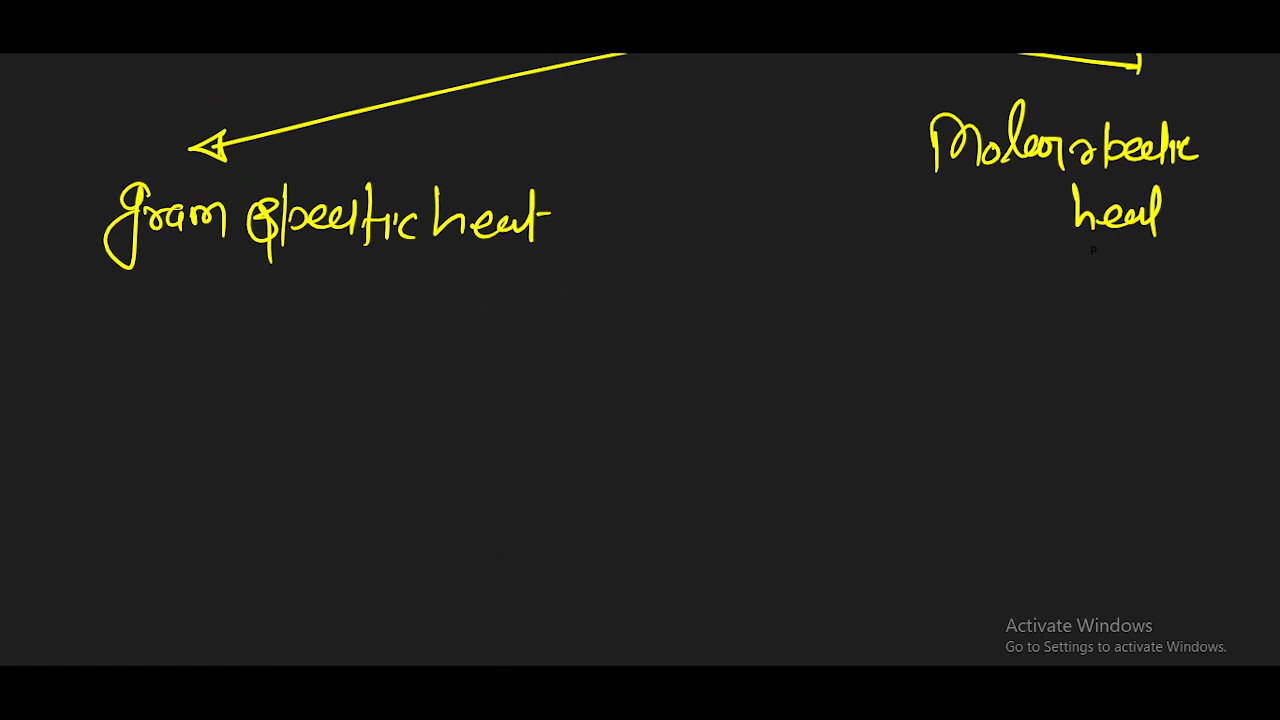 gram specific heat
Molar specific
heat
Activate Windows
Go to Settings to activate Windows.